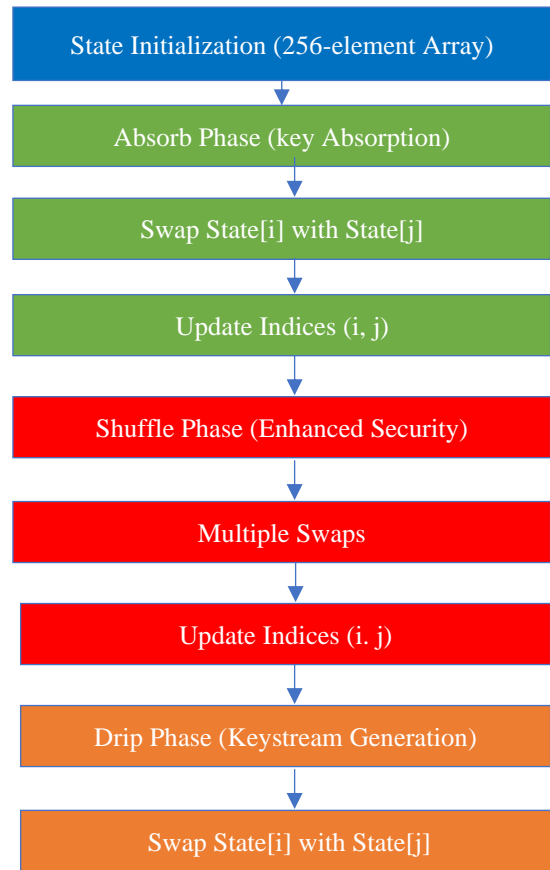 State Initialization (256-element Array)
Absorb Phase (key Absorption)
Swap State[i] with State[j]
Update Indices (i, j)
Shuffle Phase (Enhanced Security)
Multiple Swaps
Update Indices (i. j)
Drip Phase (Keystream Generation)
Swap State[i] with State[j]